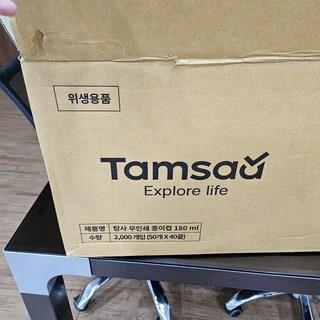 위생용품
Tamsaa
Explore life
제품명 탐사 무인쇄 종이컵 180 ml
수량 2,000개입 (50개 X 40줄)